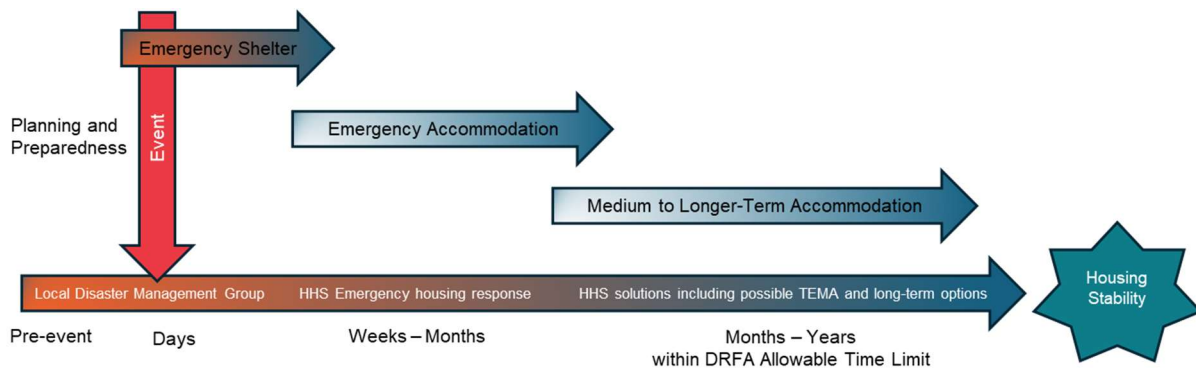 Emergency Shelter
Planning and
Preparedness
Event
Emergency Accommodation
Medium to Longer-Term Accommodation
Local Disaster Management Group
HHS Emergency housing response
HHS solutions including possible TEMA and long-term options
Housing
Stability
Pre-event
Days
Weeks – Months
Months – Years
within DRFA Allowable Time Limit